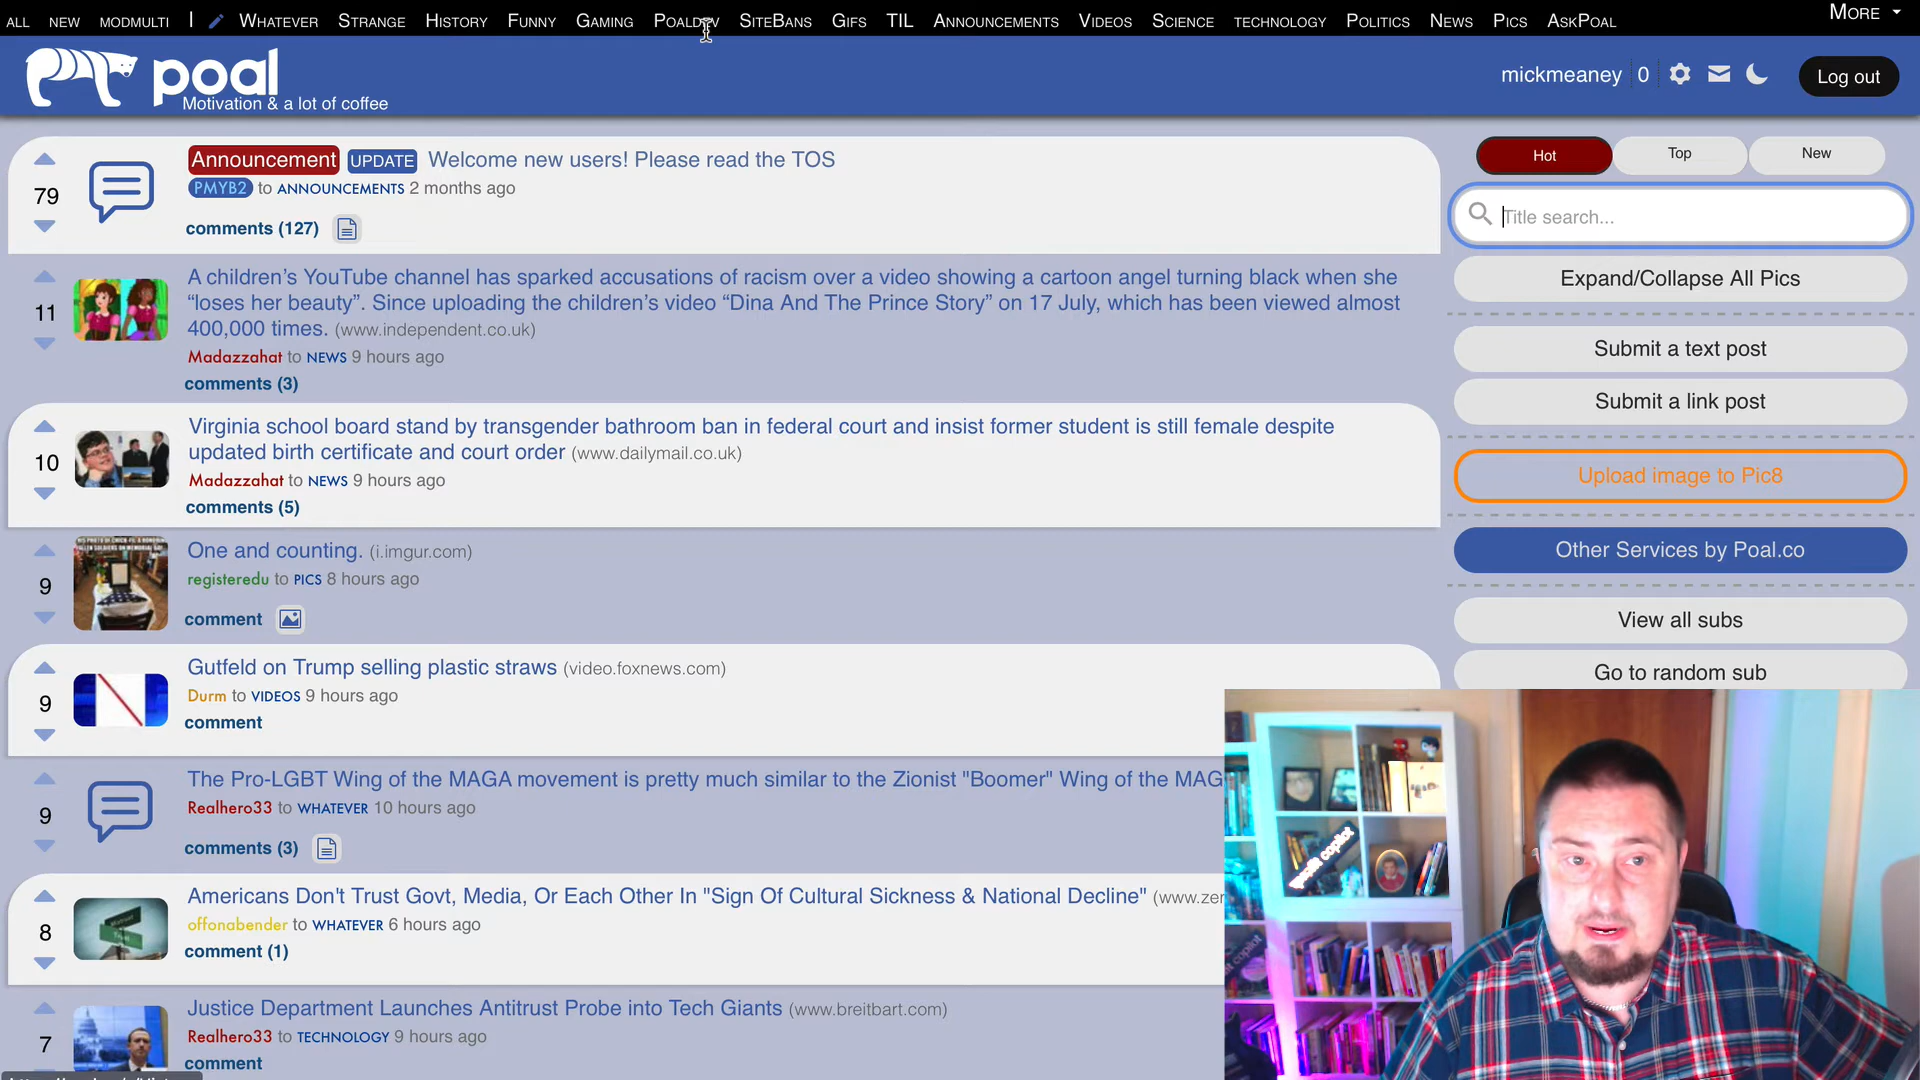 ALL NEW MODMULTI | WHATEVER STRANGE HISTORY FUNNY GAMING POALDEV SITEBANS GIFS TIL ANNOUNCEMENTS VIDEOS SCIENCE TECHNOLOGY POLITICS NEWS PICS ASKPOAL MORE
poal
Motivation & a lot of coffee
mickmeaney 0 Log out
Announcement UPDATE Welcome new users! Please read the TOS
79
PMYB2 to ANNOUNCEMENTS 2 months ago
comments (127)
A children's YouTube channel has sparked accusations of racism over a video showing a cartoon angel turning black when she
11
“loses her beauty”. Since uploading the children's video “Dina And The Prince Story” on 17 July, which has been viewed almost
400,000 times. (www.independent.co.uk)
Madazzahat to NEWS 9 hours ago
comments (3)
Virginia school board stand by transgender bathroom ban in federal court and insist former student is still female despite
10
updated birth certificate and court order (www.dailymail.co.uk)
Madazzahat to NEWS 9 hours ago
comments (5)
One and counting. (i.imgur.com)
9
registeredu to PICS 8 hours ago
comment
Gutfeld on Trump selling plastic straws (video.foxnews.com)
9
Durm to VIDEOS 9 hours ago
comment
The Pro-LGBT Wing of the MAGA movement is pretty much similar to the Zionist "Boomer" Wing of the MAG
9
Realhero33 to WHATEVER 10 hours ago
comments (3)
Americans Don't Trust Govt, Media, Or Each Other In "Sign Of Cultural Sickness & National Decline" (www.zer
8
offonabender to WHATEVER 6 hours ago
comment (1)
Justice Department Launches Antitrust Probe into Tech Giants (www.breitbart.com)
7
Realhero33 to TECHNOLOGY 9 hours ago
comment
Hot Top New
Title search...
Expand/Collapse All Pics
Submit a text post
Submit a link post
Upload image to Pic8
Other Services by Poal.co
View all subs
Go to random sub